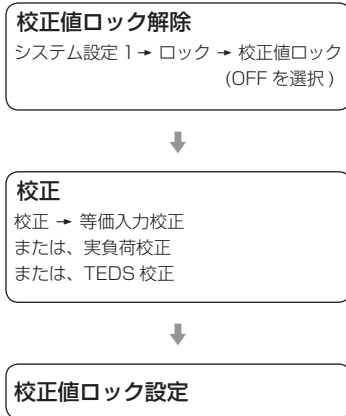 校正値ロック解除
システム設定 1 → ロック → 校正値ロック
(OFF を選択 )
校正
校正 → 等価入力校正
または、実負荷校正
または、TEDS 校正
校正値ロック設定